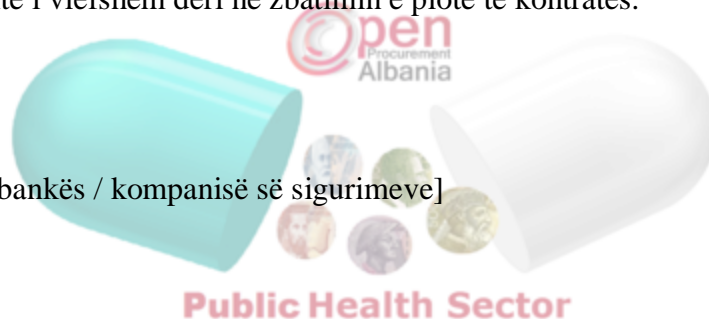 të i vlefshëm deri në zbatimin e plotë të kontratës.
Open
Procurement
Albania
bankës / kompanisë së sigurimeve]
Public Health Sector